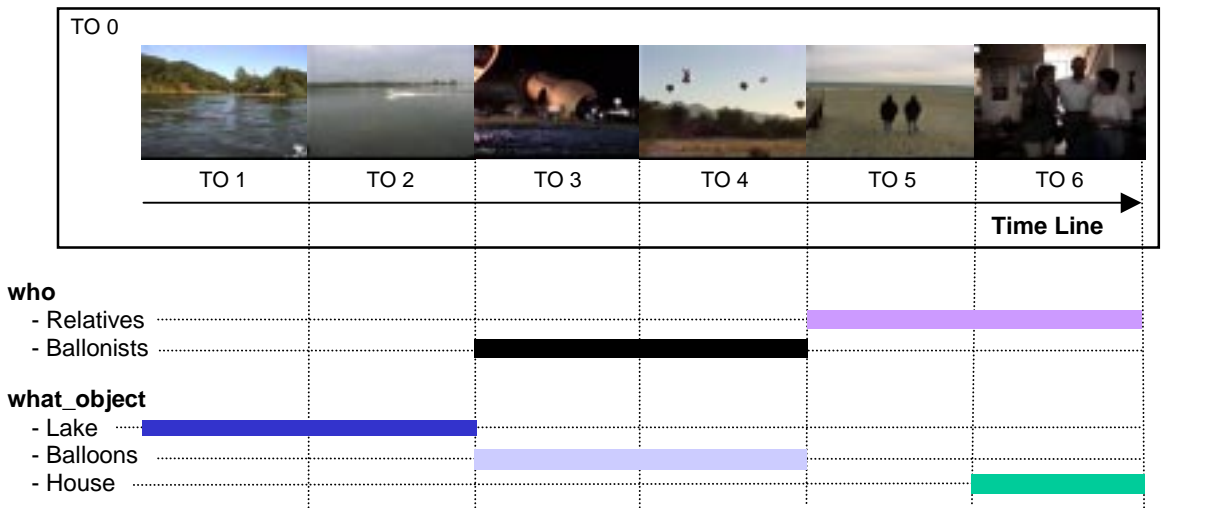 TO 0
TO 1 TO 2 TO 3 TO 4 TO 5 TO 6
Time Line
who
- Relatives
- Ballonists
what_object
- Lake
- Balloons
- House